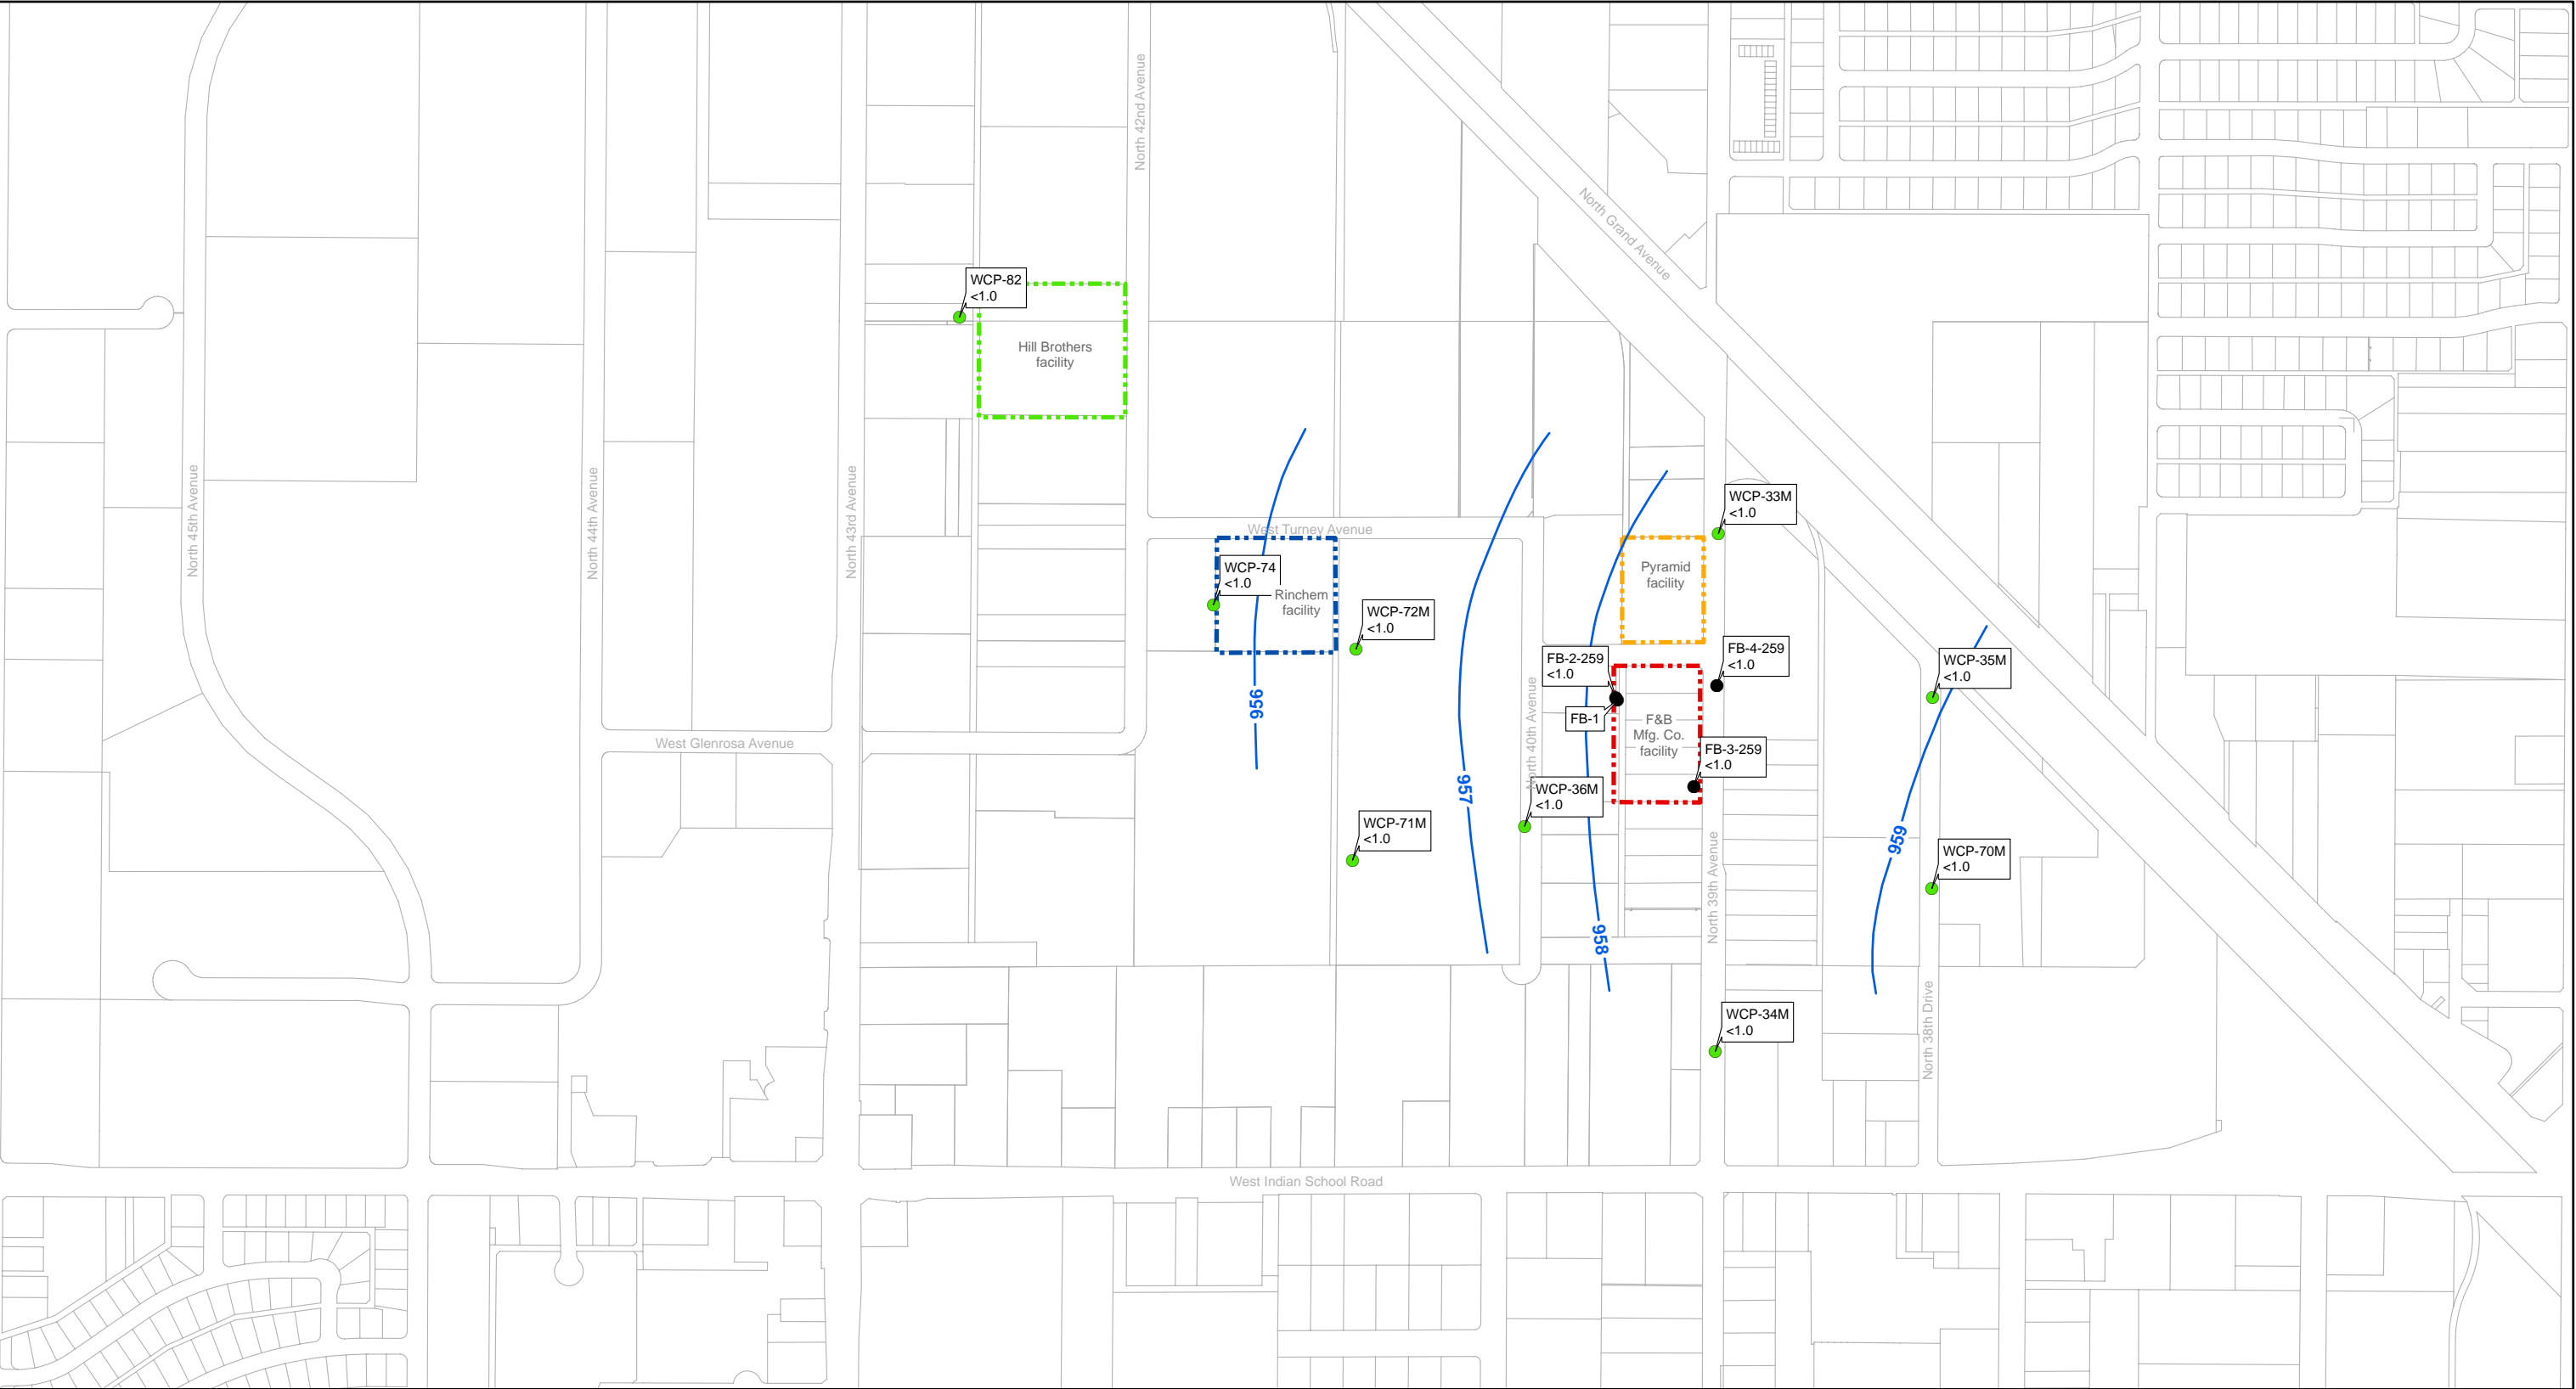 North 42nd Avenue
North Grand Avenue
WCP-82
<1.0
Hill Brothers
facility
North 45th Avenue
North 44th Avenue
North 43rd Avenue
WCP-33M
<1.0
West Turney Avenue
WCP-74
<1.0
Rinchem
facility
Pyramid
facility
WCP-72M
<1.0
FB-2-259
<1.0
FB-4-259
<1.0
WCP-35M
<1.0
956
FB-1
F&B
Mfg. Co.
facility
North 40th Avenue
West Glenrosa Avenue
FB-3-259
<1.0
957
WCP-36M
<1.0
WCP-71M
<1.0
959
WCP-70M
<1.0
North 39th Avenue
958
WCP-34M
<1.0
North 38th Drive
West Indian School Road